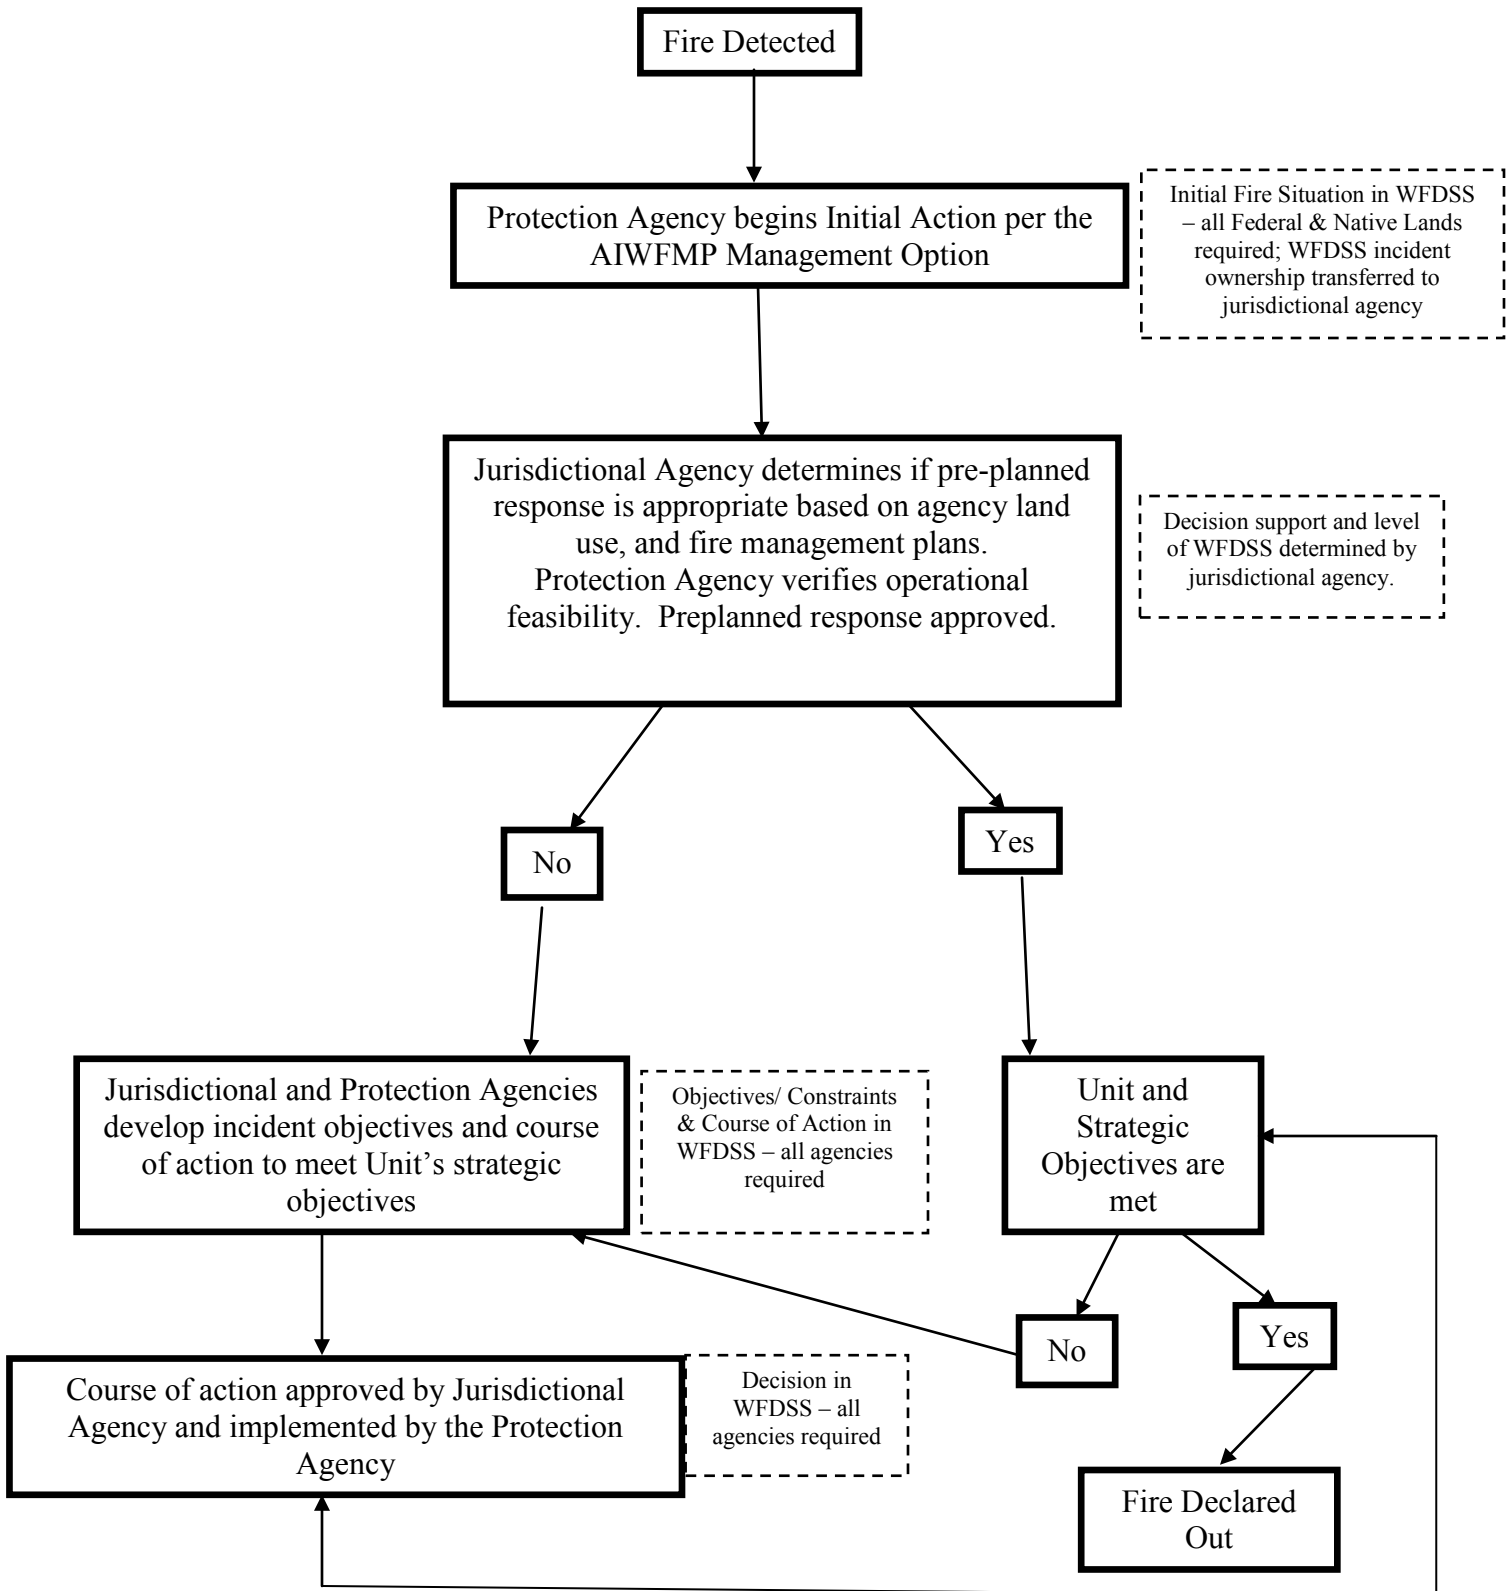 Fire Detected
Protection Agency begins Initial Action per the
AIWFMP Management Option
Initial Fire Situation in WFDSS
– all Federal & Native Lands
required; WFDSS incident
ownership transferred to
jurisdictional agency
Jurisdictional Agency determines if pre-planned
response is appropriate based on agency land
use, and fire management plans.
Protection Agency verifies operational
feasibility.  Preplanned response approved.
Decision support and level
of WFDSS determined by
jurisdictional agency.
No
Yes
Jurisdictional and Protection Agencies
develop incident objectives and course
of action to meet Unit’s strategic
objectives
Objectives/ Constraints
& Course of Action in
WFDSS – all agencies
required
Unit and
Strategic
Objectives are
met
No
Yes
Course of action approved by Jurisdictional
Agency and implemented by the Protection
Agency
Decision in
WFDSS – all
agencies required
Fire Declared
Out